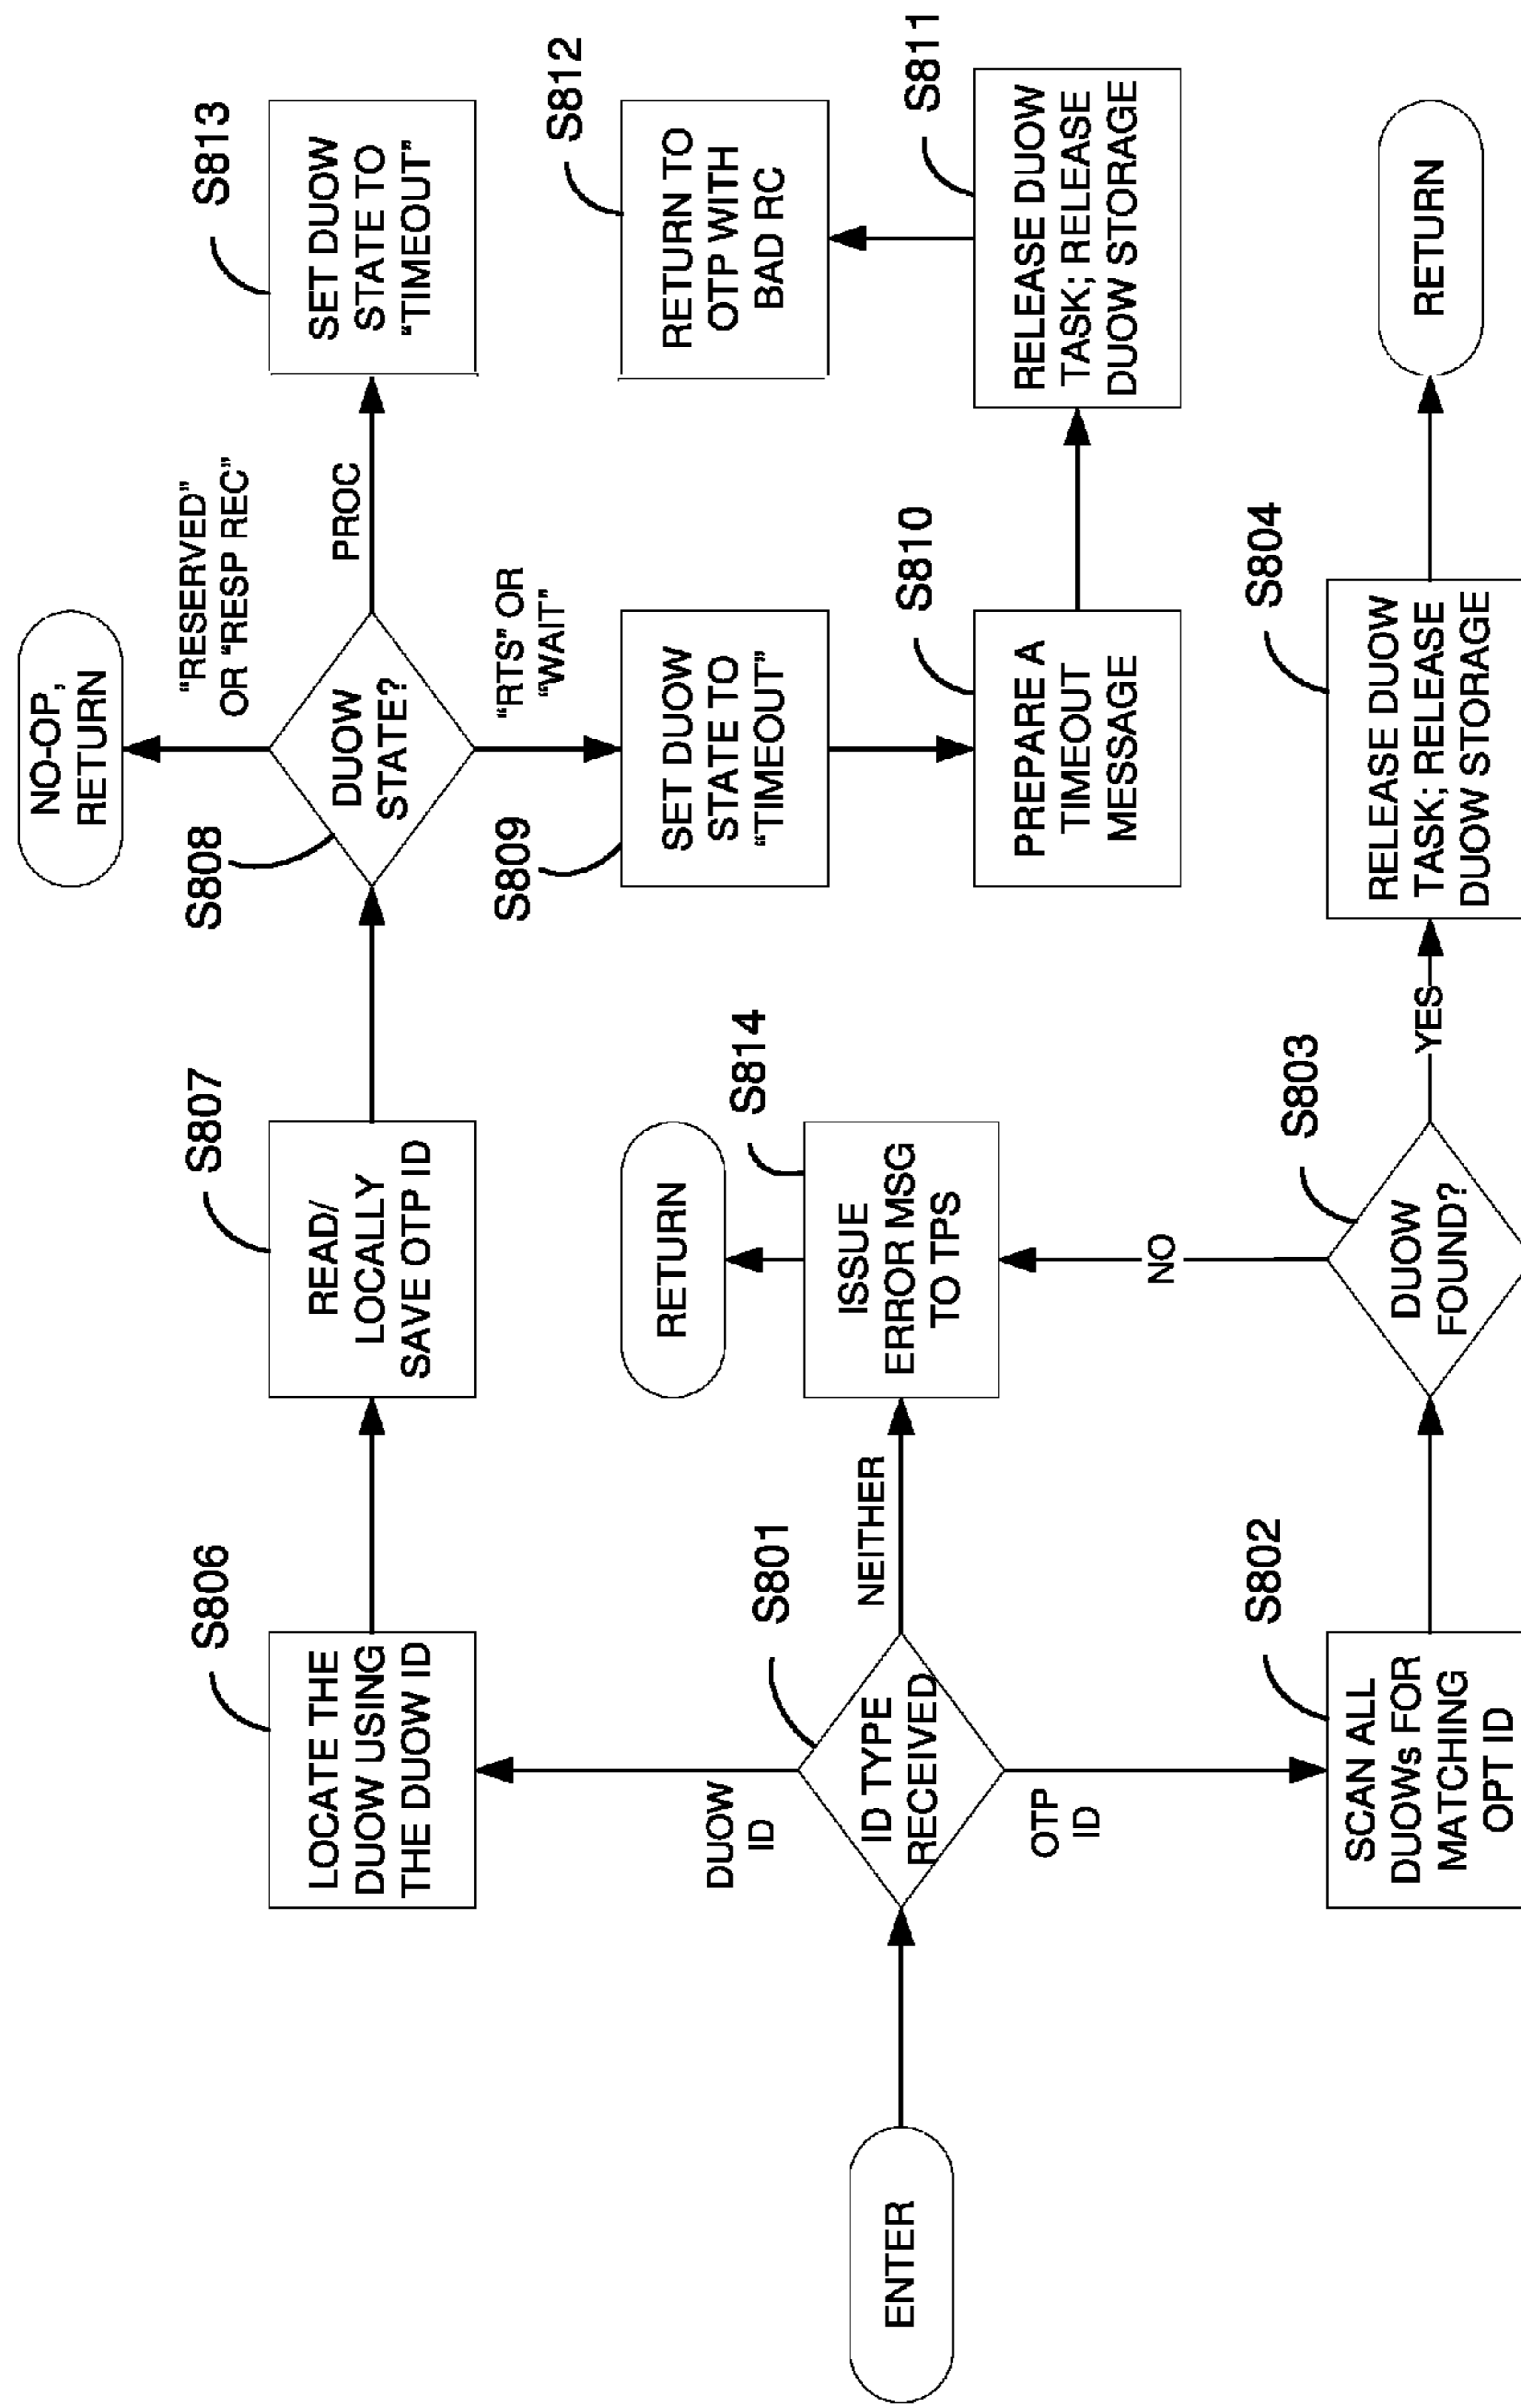 NO-OP,
RETURN
S806
LOCATE THE
DUOW USING
THE DUOW ID
S807
READ/
LOCALLY
SAVE OTP ID
S808
DUOW
STATE?
"RESERVED"
OR "RESP REC"
PROC
S813
SET DUOW
STATE TO
"TIMEOUT"
"RTS" OR
"WAIT"
S809
SET DUOW
STATE TO
"TIMEOUT"
S812
RETURN TO
OTP WITH
BAD RC
RETURN
DUOW
ID
S814
ISSUE
ERROR MSG
TO TPS
ENTER
S801
ID TYPE
RECEIVED
NEITHER
S810
PREPARE A
TIMEOUT
MESSAGE
S811
RELEASE DUOW
TASK; RELEASE
DUOW STORAGE
OTP
ID
NO
S802
SCAN ALL
DUOWs FOR
MATCHING
OPT ID
S803
DUOW
FOUND?
YES
S804
RELEASE DUOW
TASK; RELEASE
DUOW STORAGE
RETURN